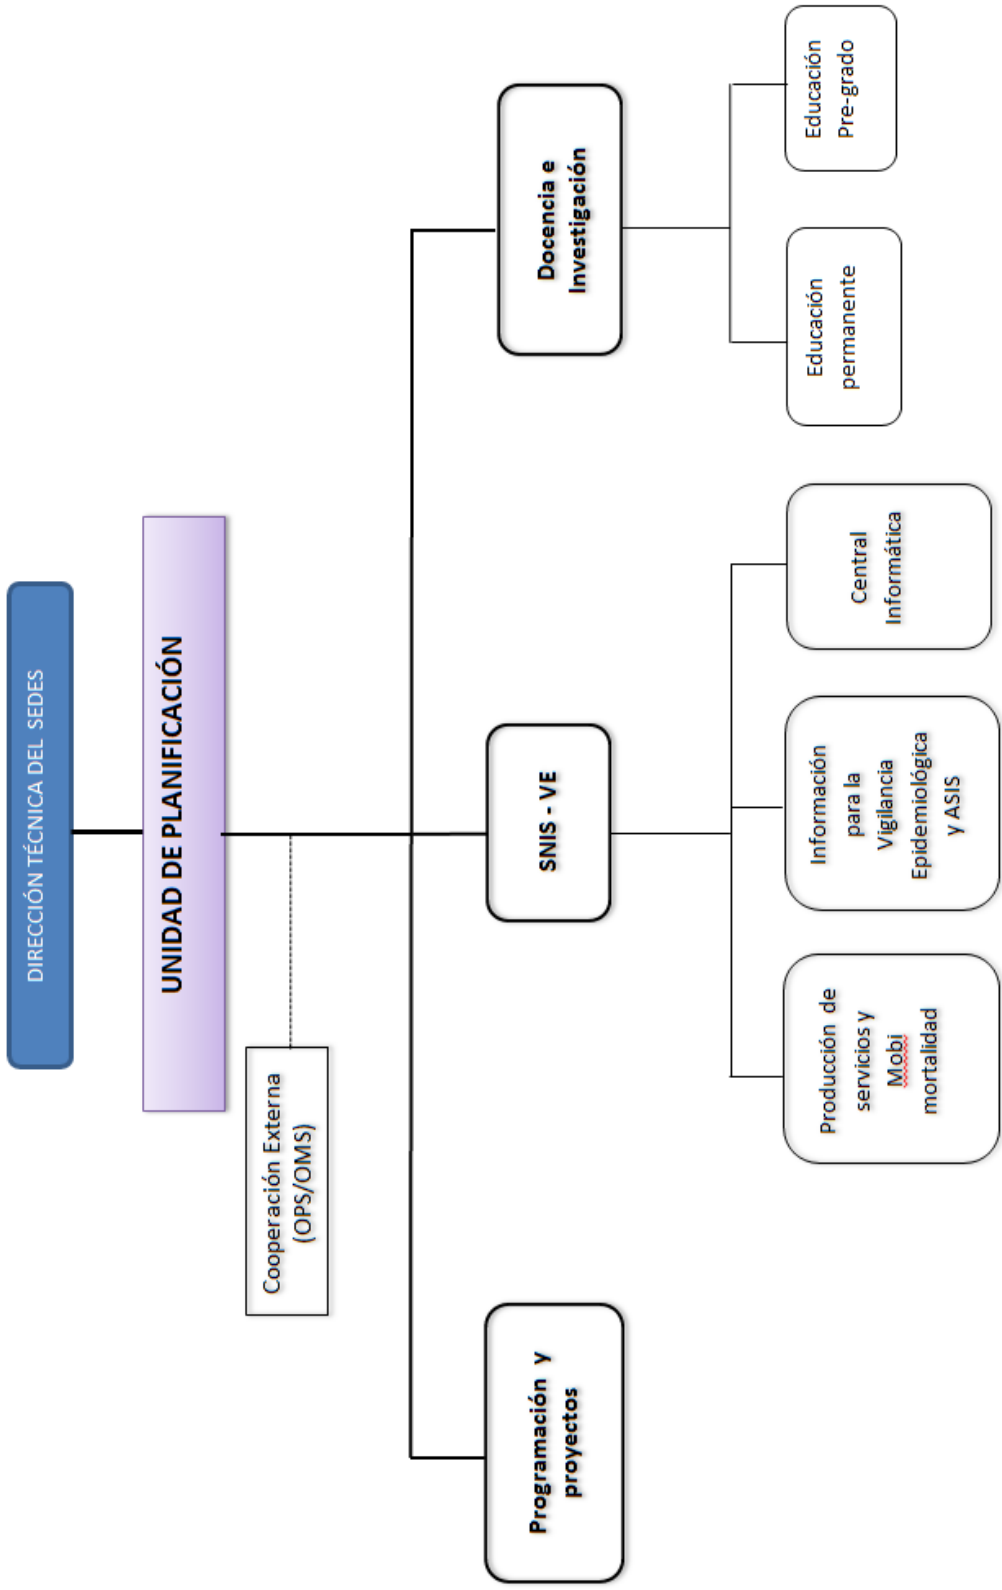 DIRECCIÓN TÉCNICA DEL SEDES
UNIDAD DE PLANIFICACIÓN
Cooperación Externa
(OPS/OMS)
Programación y
proyectos
SNIS - VE
Docencia e
Investigación
Producción de
servicios y
Mobi
mortalidad
Información
para la
Vigilancia
Epidemiológica
y ASIS
Central
Informática
Educación
permanente
Educación
Pre-grado